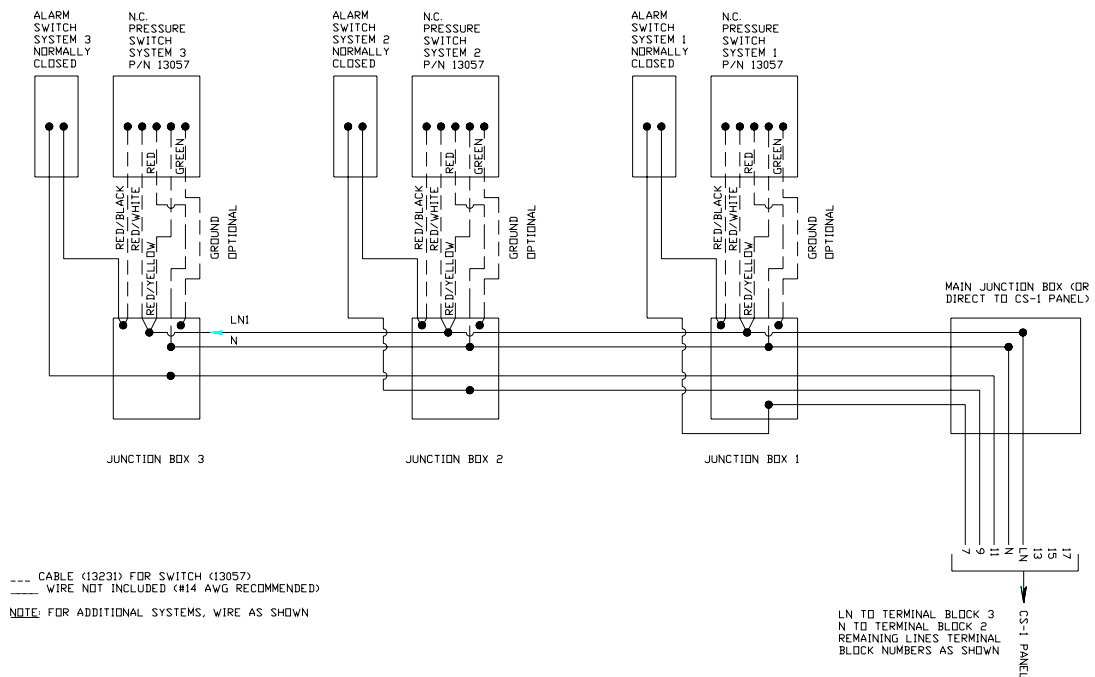 ALARM
SWITCH
SYSTEM 3
NORMALLY
CLOSED
N.C.
PRESSURE
SWITCH
SYSTEM 3
P/N 13057
ALARM
SWITCH
SYSTEM 2
NORMALLY
CLOSED
N.C.
PRESSURE
SWITCH
SYSTEM 2
P/N 13057
ALARM
SWITCH
SYSTEM 1
NORMALLY
CLOSED
N.C.
PRESSURE
SWITCH
SYSTEM 1
P/N 13057
RED/BLACK
RED/WHITE
RED
RED/YELLOW
GREEN
GROUND
OPTIONAL
RED/BLACK
RED/WHITE
RED
RED/YELLOW
GREEN
GROUND
OPTIONAL
RED/BLACK
RED/WHITE
RED
RED/YELLOW
GREEN
GROUND
OPTIONAL
MAIN JUNCTION BOX (OR
DIRECT TO CS-1 PANEL)
LN1
N
JUNCTION BOX 3
JUNCTION BOX 2
JUNCTION BOX 1
7
9
11
N
LN
13
15
17
--- CABLE (13231) FOR SWITCH (13057)
____ WIRE NOT INCLUDED (#14 AWG RECOMMENDED)
NOTE: FOR ADDITIONAL SYSTEMS, WIRE AS SHOWN
LN TO TERMINAL BLOCK 3
N TO TERMINAL BLOCK 2
REMAINING LINES TERMINAL
BLOCK NUMBERS AS SHOWN
CS-1 PANEL